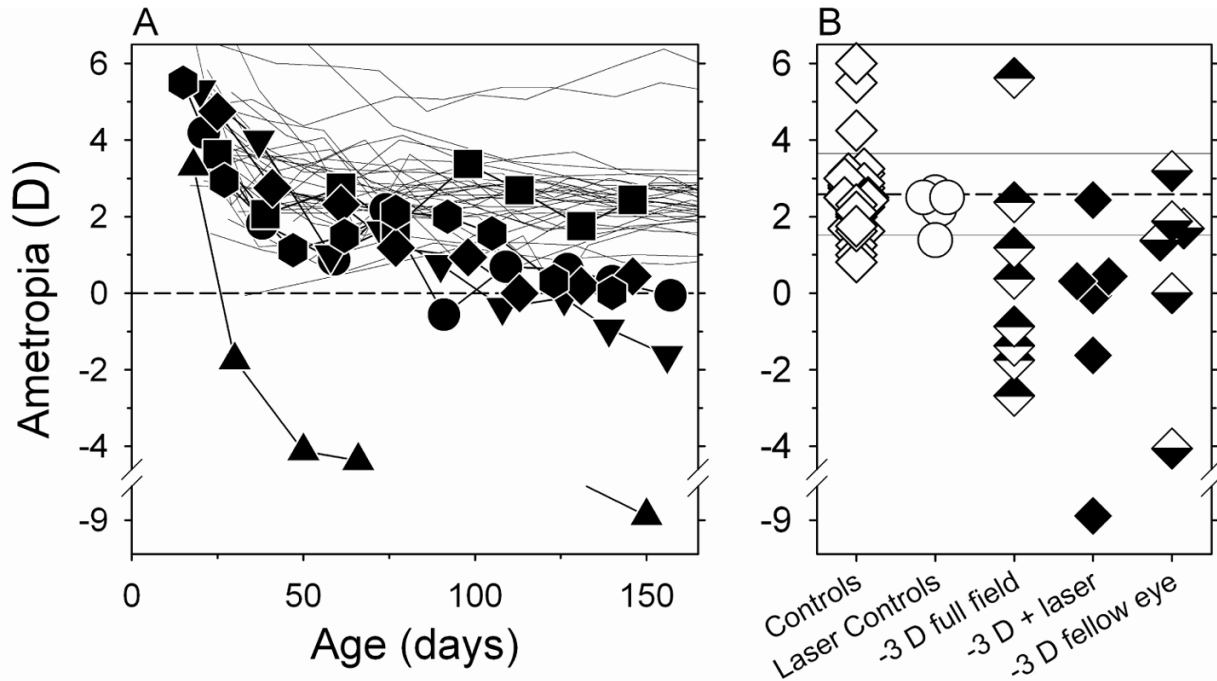 A
B
Ametropia (D)
6
4
2
0
-2
-4
-9
0
50
100
150
Age (days)
6
4
2
0
-2
-4
-9
Controls
Laser Controls
-3 D full field
-3 D + laser
-3 D fellow eye